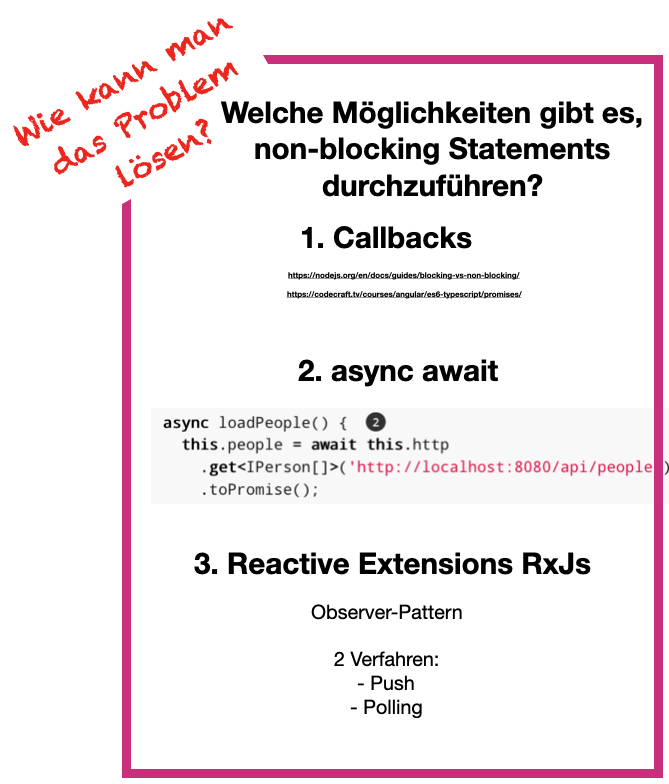 Wie kann man
das Problem
Lösen?
Welche Möglichkeiten gibt es,
non-blocking Statements
durchzuführen?
1. Callbacks
https://nodejs.org/en/docs/guides/blocking-vs-non-blocking/
https://codecraft.tv/courses/angular/es6-typescript/promises/
2. async await
async loadPeople() { 2
this.people = await this.http
.get<IPerson[]>('http://localhost:8080/api/people')
.toPromise();
3. Reactive Extensions RxJs
Observer-Pattern
2 Verfahren:
- Push
- Polling